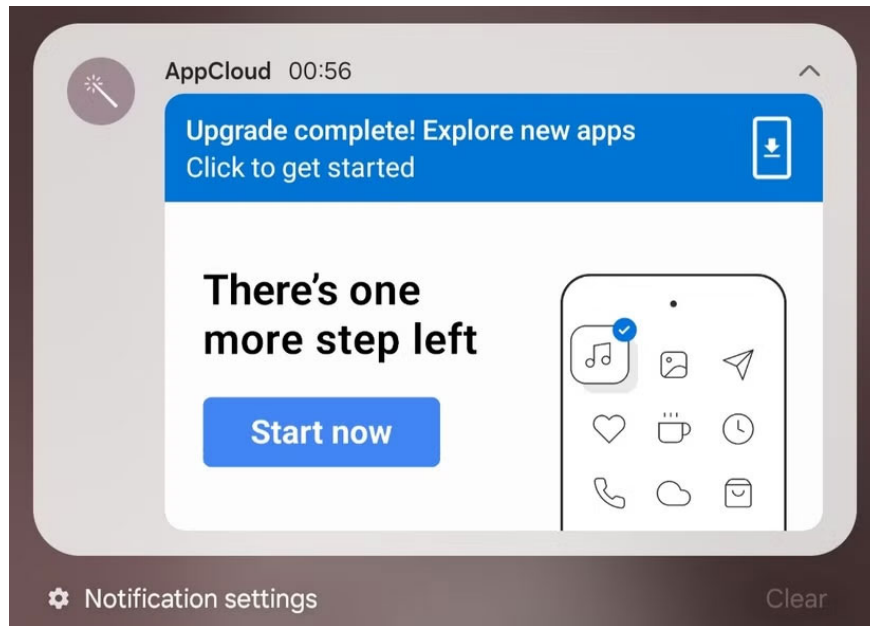 AppCloud 00:56
Upgrade complete! Explore new apps
Click to get started
There’s one
more step left
Start now
Notification settings
Clear